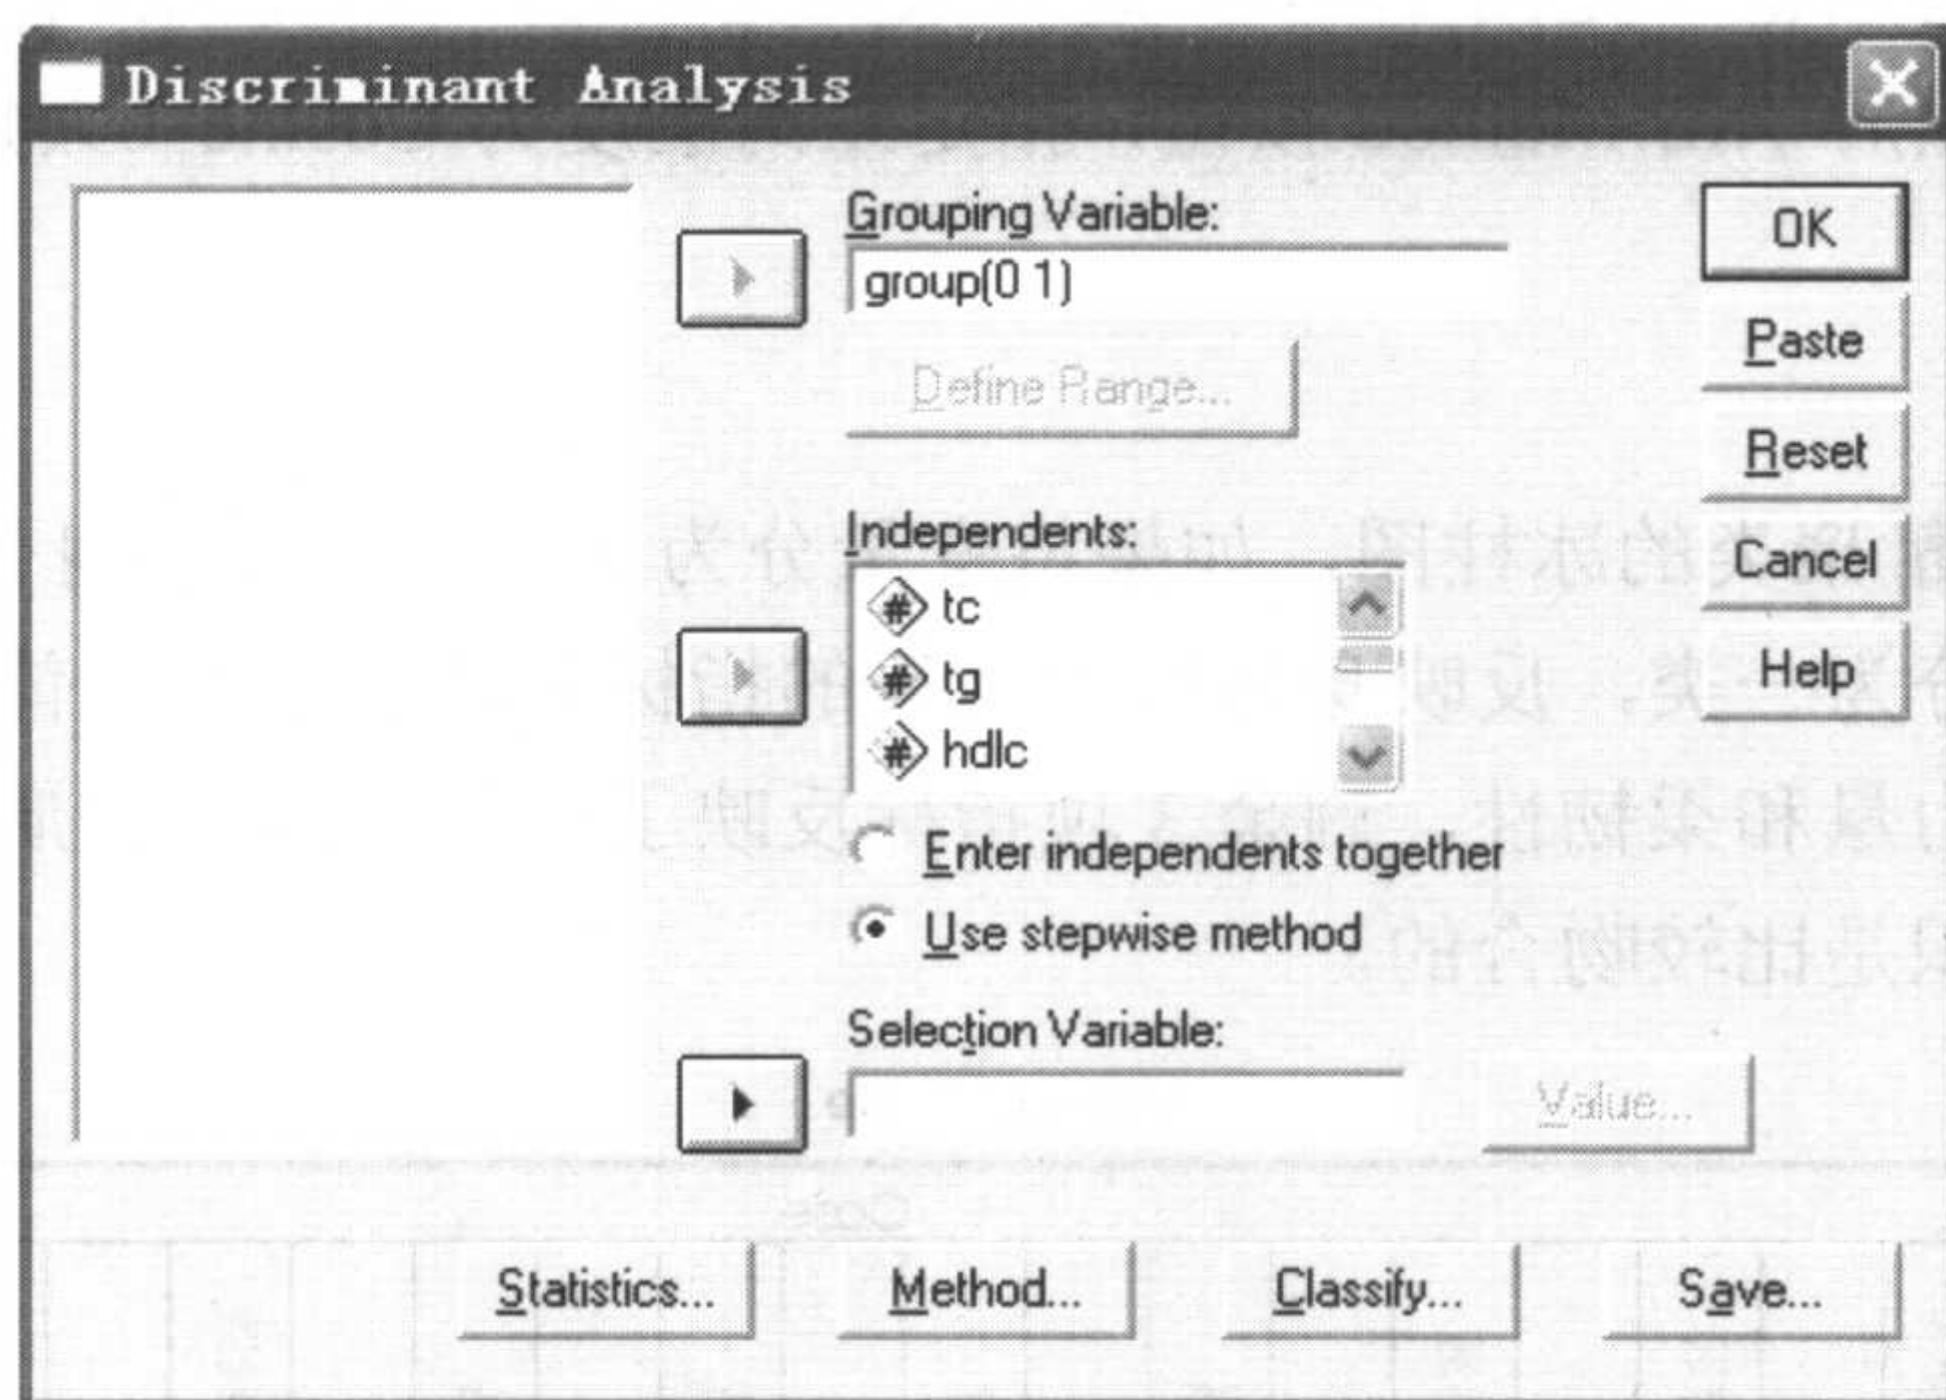 Discriminant Analysis
Grouping Variable:
group(0 1)
Define Range...
Independents:
# tc
# tg
# hdlc
Enter independents together
Use stepwise method
Selection Variable:
Value...
OK
Paste
Reset
Cancel
Help
Statistics...
Method...
Classify...
Save...